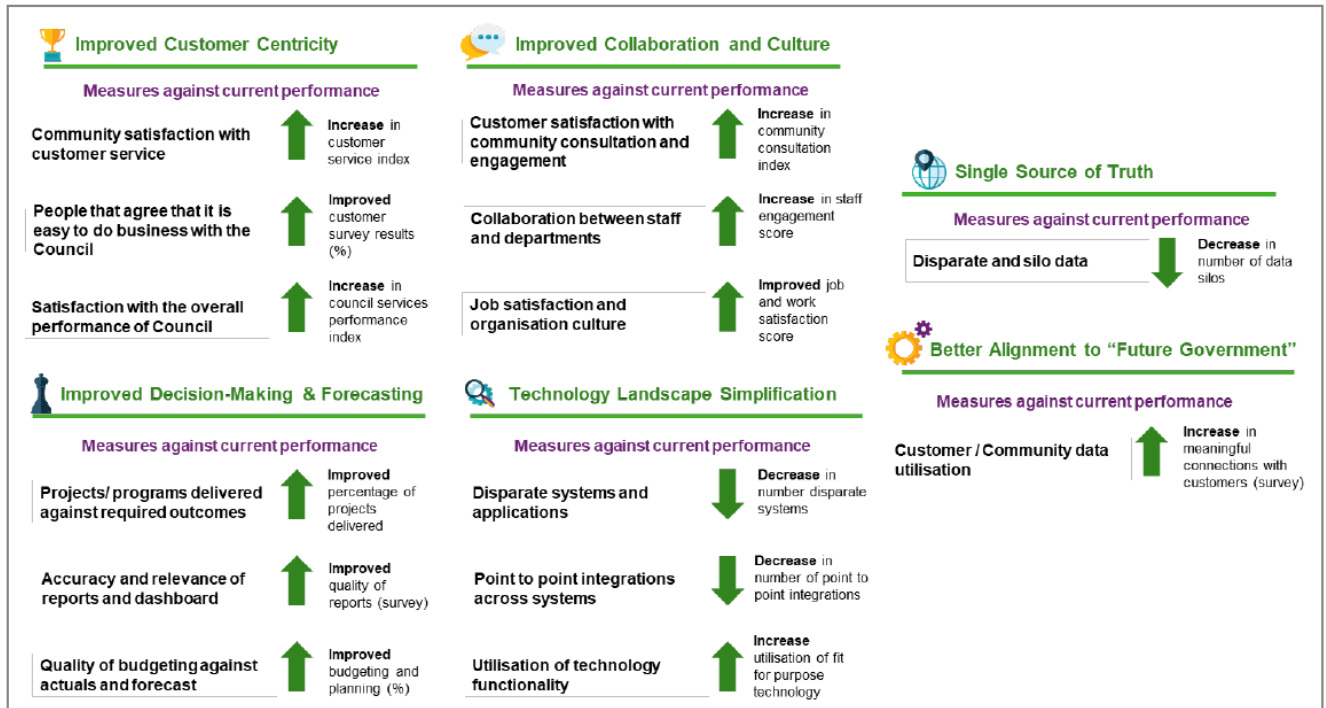 Improved Customer Centricity
Measures against current performance
Community satisfaction with
customer service
Increase in
customer
service index
People that agree that it is
easy to do business with the
Council
Improved
customer
survey results
(%)
Satisfaction with the overall
performance of Council
Increase in
council services
performance
index
Improved Collaboration and Culture
Measures against current performance
Customer satisfaction with
community consultation and
engagement
Increase in
community
consultation
index
Collaboration between staff
and departments
Increase in staff
engagement
score
Job satisfaction and
organisation culture
Improved job
and work
satisfaction
score
Single Source of Truth
Measures against current performance
Disparate and silo data
Decrease in
number of data
silos
Improved Decision-Making & Forecasting
Measures against current performance
Projects/ programs delivered
against required outcomes
Improved
percentage of
projects
delivered
Accuracy and relevance of
reports and dashboard
Improved
quality of
reports (survey)
Quality of budgeting against
actuals and forecast
Improved
budgeting and
planning (%)
Technology Landscape Simplification
Measures against current performance
Disparate systems and
applications
Decrease in
number disparate
systems
Point to point integrations
across systems
Decrease in
number of point to
point integrations
Utilisation of technology
functionality
Increase
utilisation of fit
for purpose
technology
Better Alignment to “Future Government”
Measures against current performance
Customer / Community data
utilisation
Increase in
meaningful
connections with
customers (survey)